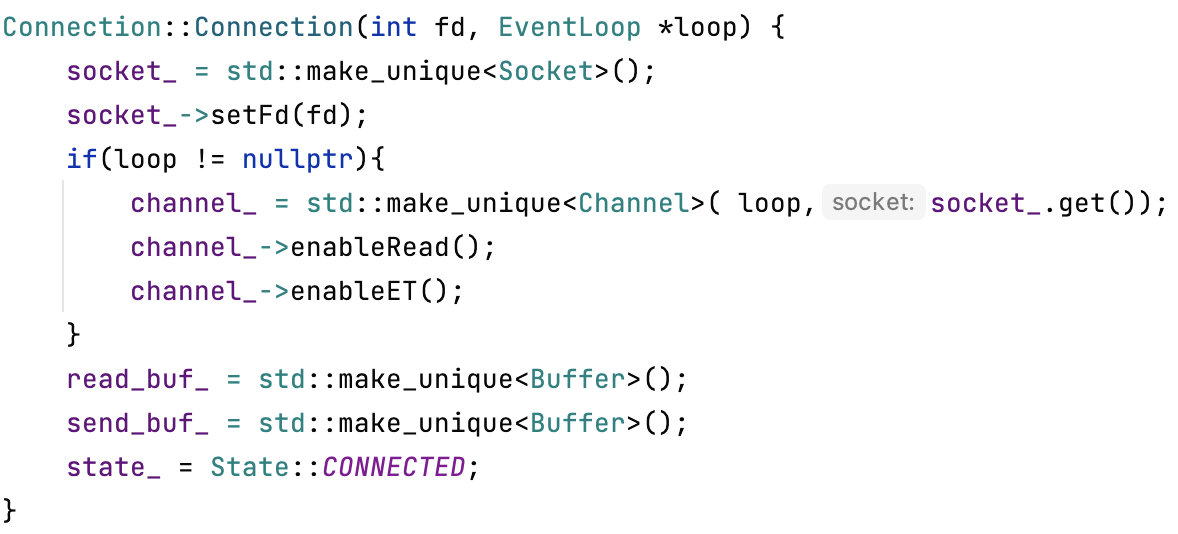 Connection::Connection(int fd, EventLoop *loop) {
    socket_ = std::make_unique<Socket>();
    socket_->setFd(fd);
    if(loop != nullptr){
        channel_ = std::make_unique<Channel>( loop, socket: socket_.get());
        channel_->enableRead();
        channel_->enableET();
    }
    read_buf_ = std::make_unique<Buffer>();
    send_buf_ = std::make_unique<Buffer>();
    state_ = State::CONNECTED;
}